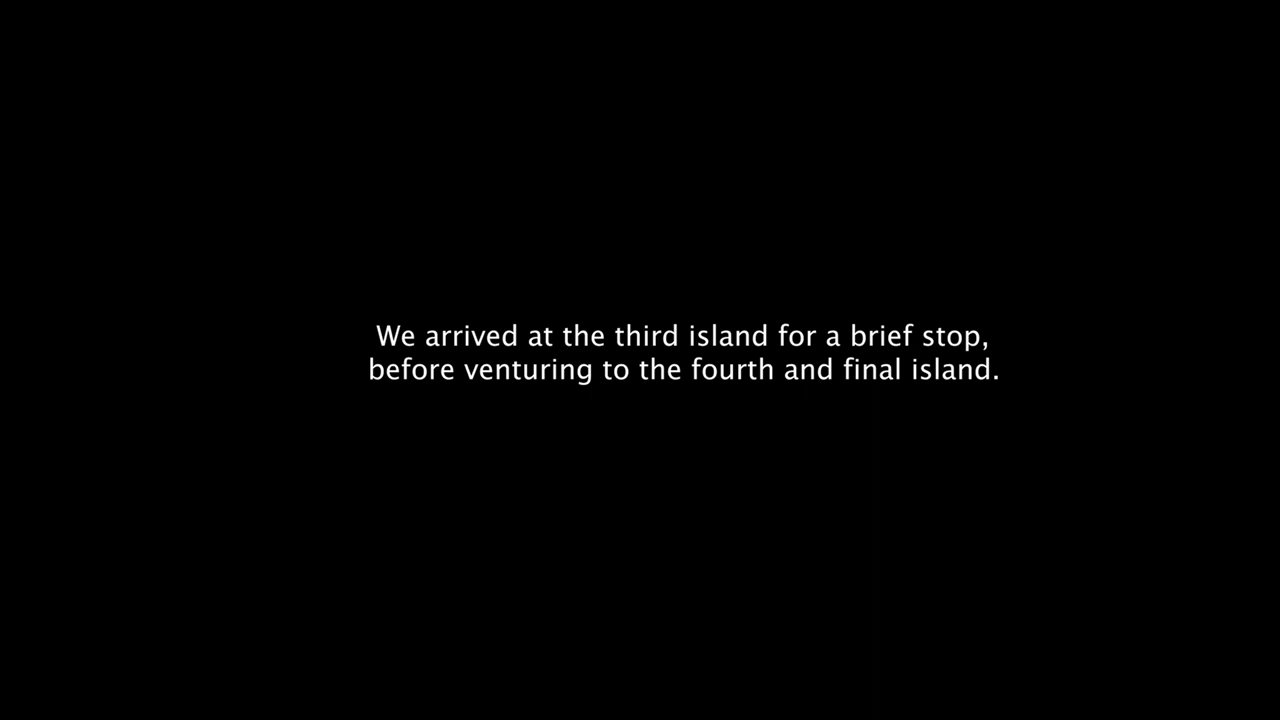 We arrived at the third island for a brief stop,
before venturing to the fourth and final island.